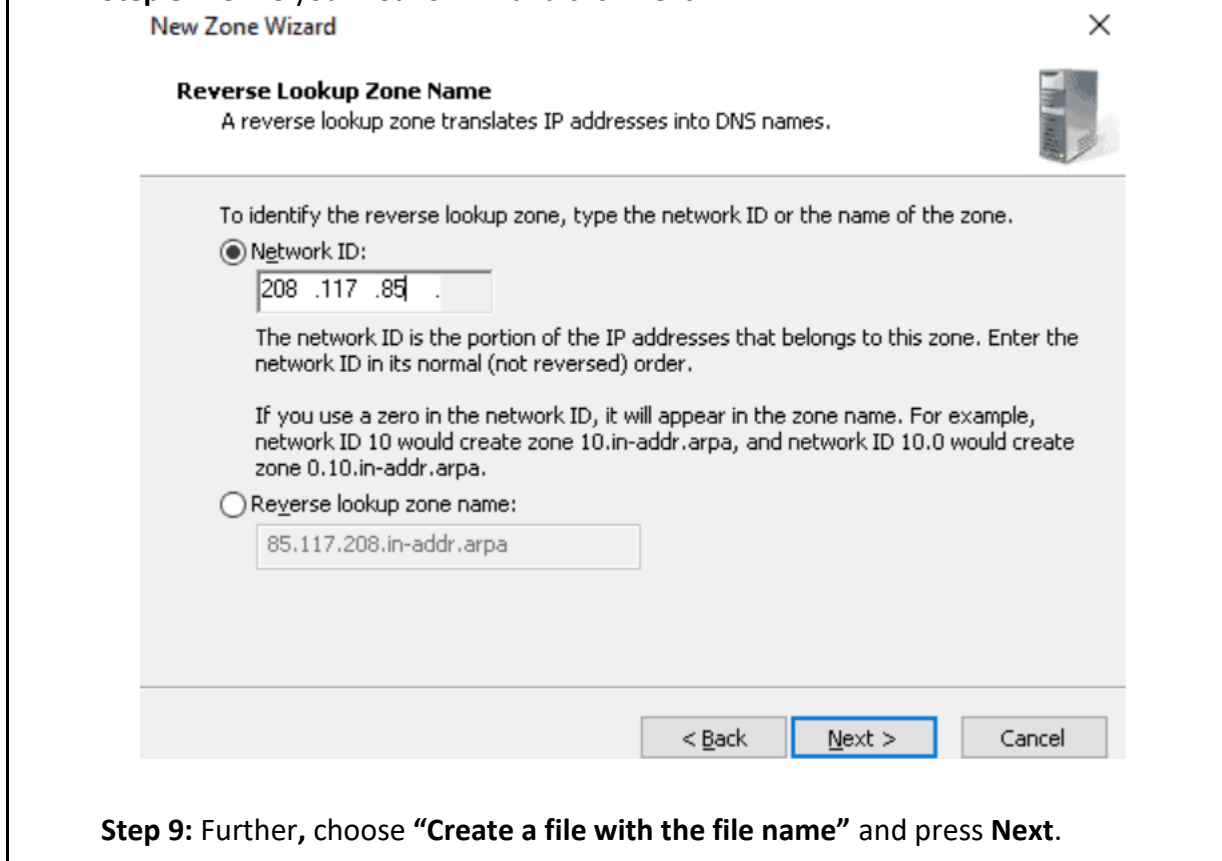 New Zone Wizard
Reverse Lookup Zone Name
A reverse lookup zone translates IP addresses into DNS names.
To identify the reverse lookup zone, type the network ID or the name of the zone.
Network ID:
208 .117 .85 .
The network ID is the portion of the IP addresses that belongs to this zone. Enter the
network ID in its normal (not reversed) order.
If you use a zero in the network ID, it will appear in the zone name. For example,
network ID 10 would create zone 10.in-addr.arpa, and network ID 10.0 would create
zone 0.10.in-addr.arpa.
Reverse lookup zone name:
85.117.208.in-addr.arpa
< Back
Next >
Cancel
Step 9: Further, choose “Create a file with the file name” and press Next.